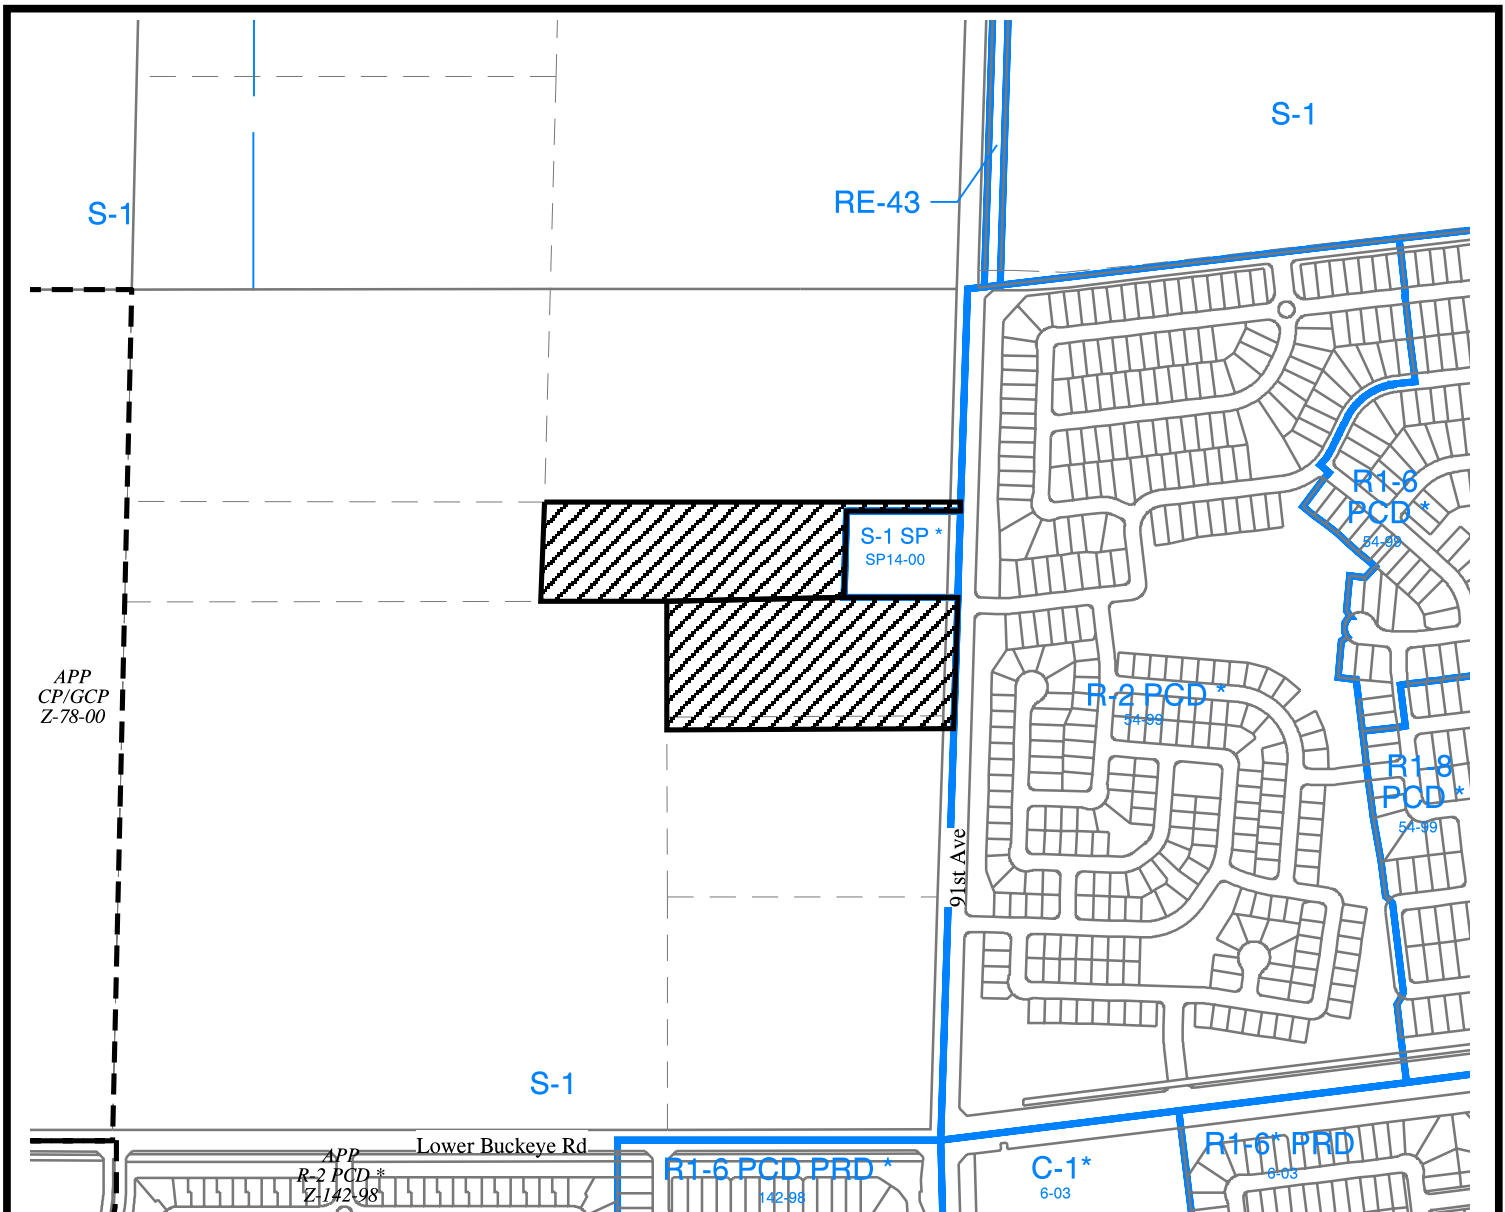 S-1
S-1
RE-43
R1-6
PCD *
54-99
S-1 SP *
SP14-00
APP
CP/GCP
Z-78-00
R-2 PCD *
54-99
R1-8
PCD *
54-99
91st Ave
S-1
Lower Buckeye Rd
APP
R-2 PCD *
Z-142-98
R1-6 PCD PRD *
142-98
C-1*
6-03
R1-6* PRD
6-03